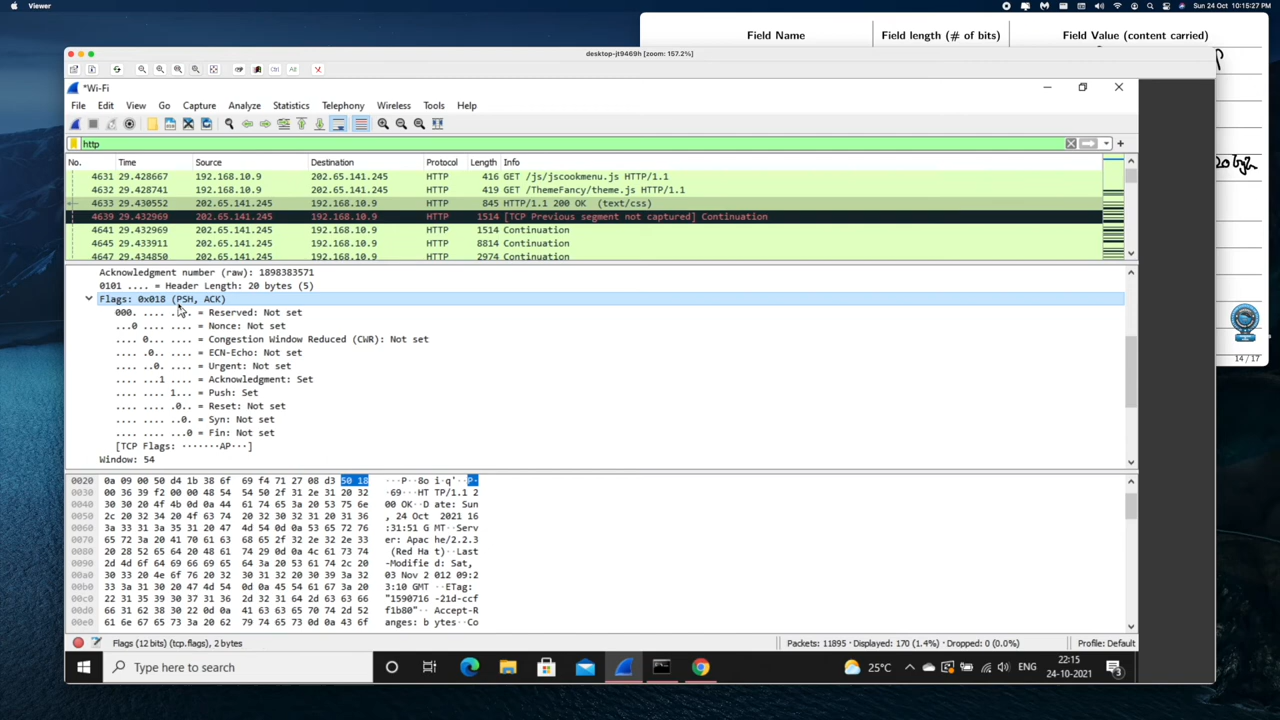 Viewer
Sun 24 Oct 10:15:27 PM
Field Name Field length (# of bits) Field Value (content carried)
desktop-jt9469h [zoom: 157.2%]
*Wi-Fi
File Edit View Go Capture Analyze Statistics Telephony Wireless Tools Help
http
No. Time Source Destination Protocol Length Info
4631 29.428667 192.168.10.9 202.65.141.245 HTTP 416 GET /js/jscookmenu.js HTTP/1.1
4632 29.428741 192.168.10.9 202.65.141.245 HTTP 419 GET /ThemeFancy/theme.js HTTP/1.1
4633 29.430552 202.65.141.245 192.168.10.9 HTTP 845 HTTP/1.1 200 OK (text/css)
4639 29.432969 202.65.141.245 192.168.10.9 HTTP 1514 [TCP Previous segment not captured] Continuation
4641 29.432969 202.65.141.245 192.168.10.9 HTTP 1514 Continuation
4645 29.433911 202.65.141.245 192.168.10.9 HTTP 8814 Continuation
4647 29.434850 202.65.141.245 192.168.10.9 HTTP 2974 Continuation
Acknowledgment number (raw): 1898383571
0101 .... = Header Length: 20 bytes (5)
Flags: 0x018 (PSH, ACK)
000. .... .... = Reserved: Not set
...0 .... .... = Nonce: Not set
.... 0... .... = Congestion Window Reduced (CWR): Not set
.... .0.. .... = ECN-Echo: Not set
.... ..0. .... = Urgent: Not set
.... ...1 .... = Acknowledgment: Set
.... .... 1... = Push: Set
.... .... .0.. = Reset: Not set
.... .... ..0. = Syn: Not set
.... .... ...0 = Fin: Not set
[TCP Flags: ·······AP···]
Window: 54
14 / 17
0020 0a 09 00 50 d4 1b 38 6f 69 f4 71 27 08 d3 50 18 ···P··8o i·q'··P·
0030 00 36 39 f2 00 00 48 54 54 50 2f 31 2e 31 20 32 ·69···HT TP/1.1 2
0040 30 30 20 4f 4b 0d 0a 44 61 74 65 3a 20 53 75 6e 00 OK··D ate: Sun
0050 2c 20 32 34 20 4f 63 74 20 32 30 32 31 20 31 36 , 24 Oct 2021 16
0060 3a 33 31 3a 35 31 20 47 4d 54 0d 0a 53 65 72 76 :31:51 G MT··Serv
0070 65 72 3a 20 41 70 61 63 68 65 2f 32 2e 32 2e 33 er: Apac he/2.2.3
0080 20 28 52 65 64 20 48 61 74 29 0d 0a 4c 61 73 74 (Red Ha t)··Last
0090 2d 4d 6f 64 69 66 69 65 64 3a 20 53 61 74 2c 20 -Modifie d: Sat,
00a0 30 33 20 4e 6f 76 20 32 30 31 32 20 30 39 3a 32 03 Nov 2 012 09:2
00b0 33 3a 31 30 20 47 4d 54 0d 0a 45 54 61 67 3a 20 3:10 GMT ··ETag:
00c0 22 31 35 39 30 37 31 36 2d 32 31 64 2d 63 63 66 "1590716 -21d-ccf
00d0 66 31 62 38 30 22 0d 0a 41 63 63 65 70 74 2d 52 f1b80"·· Accept-R
00e0 61 6e 67 65 73 3a 20 62 79 74 65 73 0d 0a 43 6f anges: b ytes··Co
Flags (12 bits) (tcp.flags), 2 bytes Packets: 11895 · Displayed: 170 (1.4%) · Dropped: 0 (0.0%) Profile: Default
Type here to search 25°C ENG 22:15
24-10-2021
3